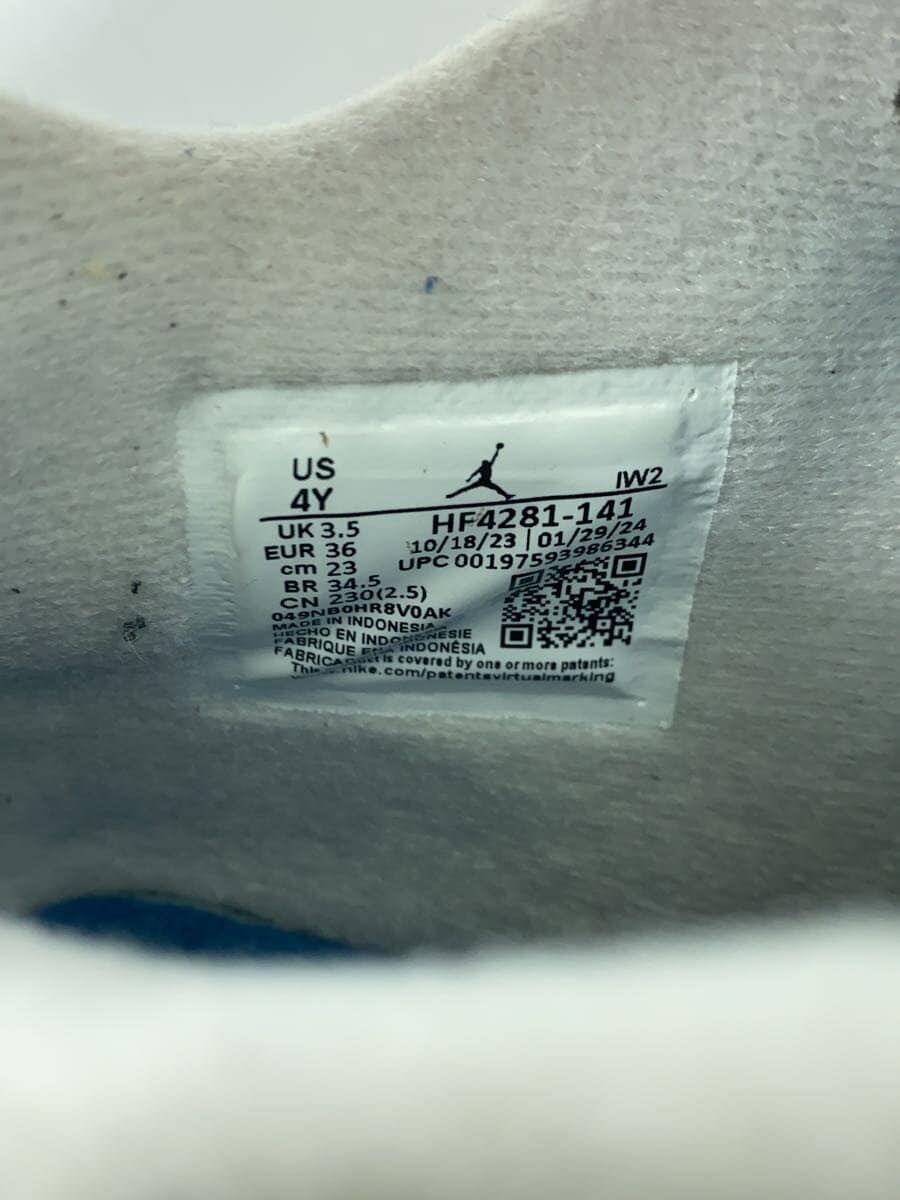 US
4Y
IW2
UK 3.5
HF4281-141
EUR 36
10/18/23 | 01/29/24
cm 23
UPC 00197593986344
BR 34.5
CN 230(2.5)
049NB0HR8V0AK
MADE IN INDONESIA
HECHO EN INDONESIE
FABRIQUE INDONÉSIA
is covered by one or more patents:
nike.com/patentsvirtualmarking